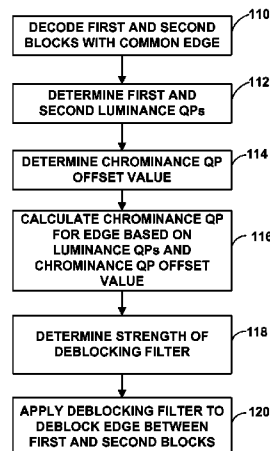 DECODE FIRST AND SECOND
BLOCKS WITH COMMON EDGE
110
DETERMINE FIRST AND
SECOND LUMINANCE QPs
112
DETERMINE CHROMINANCE QP
OFFSET VALUE
114
CALCULATE CHROMINANCE QP
FOR EDGE BASED ON
LUMINANCE QPs AND
CHROMINANCE QP OFFSET
VALUE
116
DETERMINE STRENGTH OF
DEBLOCKING FILTER
118
APPLY DEBLOCKING FILTER TO
DEBLOCK EDGE BETWEEN
FIRST AND SECOND BLOCKS
120